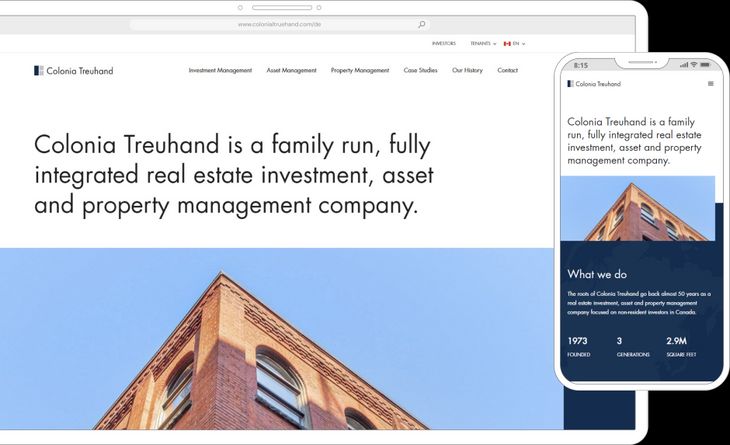 www.colonialtruehand.com/de
INVESTORS TENANTS EN
Colonia Treuhand
Investment Management Asset Management Property Management Case Studies Our History Contact
Colonia Treuhand is a family run, fully
integrated real estate investment, asset
and property management company.
8:15
Colonia Treuhand
Colonia Treuhand is a family
run, fully integrated real estate
investment, asset and property
management company.
What we do
The roots of Colonia Treuhand go back almost 50 years as a
real estate investment, asset and property management
company focused on non-resident investors in Canada.
1973 3 2.9M
FOUNDED GENERATIONS SQUARE FEET